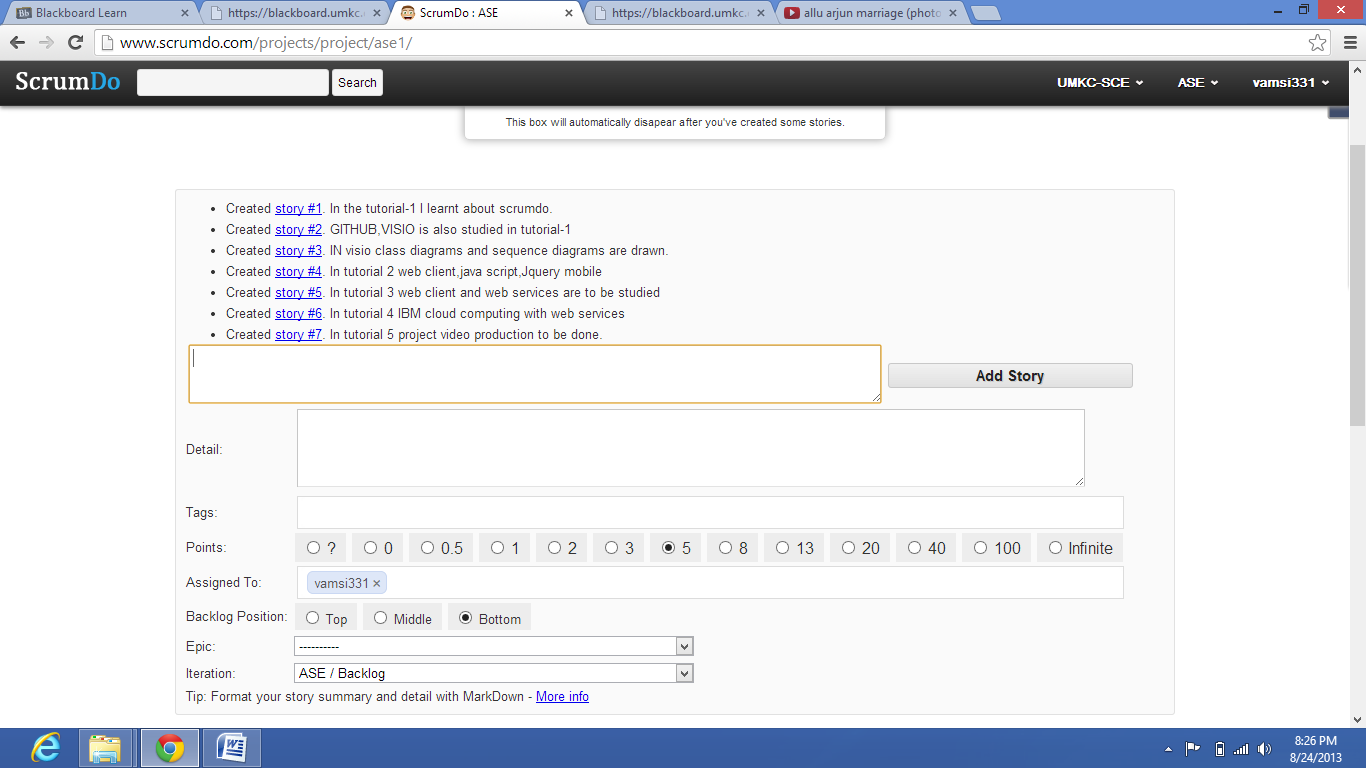 Blackboard Learn
https://blackboard.umkc.
ScrumDo : ASE
https://blackboard.umkc.
allu arjun marriage (photo
www.scrumdo.com/projects/project/ase1/
ScrumDo
Search
UMKC-SCE
ASE
vamsi331
This box will automatically disapear after you've created some stories.
Created story #1. In the tutorial-1 I learnt about scrumdo.
Created story #2. GITHUB,VISIO is also studied in tutorial-1
Created story #3. IN visio class diagrams and sequence diagrams are drawn.
Created story #4. In tutorial 2 web client,java script,Jquery mobile
Created story #5. In tutorial 3 web client and web services are to be studied
Created story #6. In tutorial 4 IBM cloud computing with web services
Created story #7. In tutorial 5 project video production to be done.
Add Story
Detail:
Tags:
Points: ? 0 0.5 1 2 3 5 8 13 20 40 100 Infinite
Assigned To: vamsi331 ×
Backlog Position: Top Middle Bottom
Epic: ----------
Iteration: ASE / Backlog
Tip: Format your story summary and detail with MarkDown - More info
8:26 PM
8/24/2013